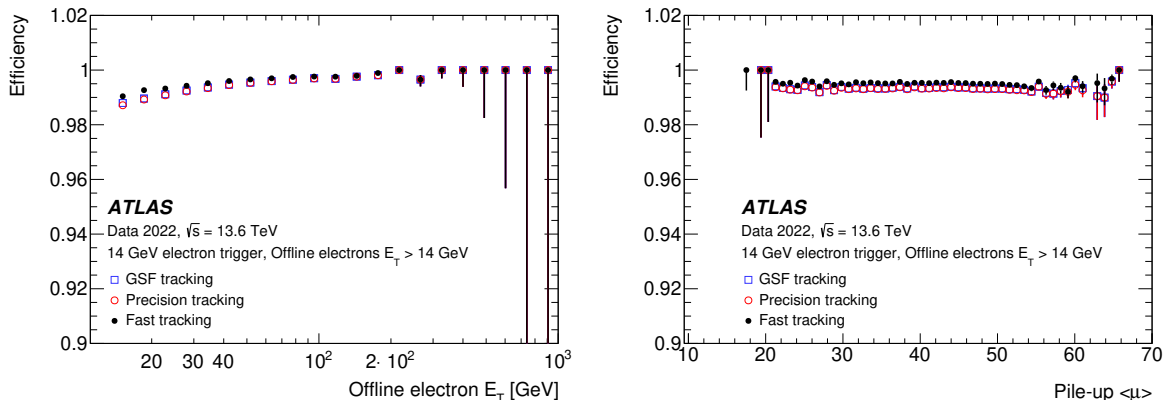 Efficiency
1.02
1
0.98
0.96
0.94
0.92
0.9
ATLAS
Data 2022, √s = 13.6 TeV
14 GeV electron trigger, Offline electrons E_T > 14 GeV
GSF tracking
Precision tracking
Fast tracking
20 30 40 10² 2· 10² 10³
Offline electron E_T [GeV]
Efficiency
1.02
1
0.98
0.96
0.94
0.92
0.9
ATLAS
Data 2022, √s = 13.6 TeV
14 GeV electron trigger, Offline electrons E_T > 14 GeV
GSF tracking
Precision tracking
Fast tracking
10 20 30 40 50 60 70
Pile-up <μ>